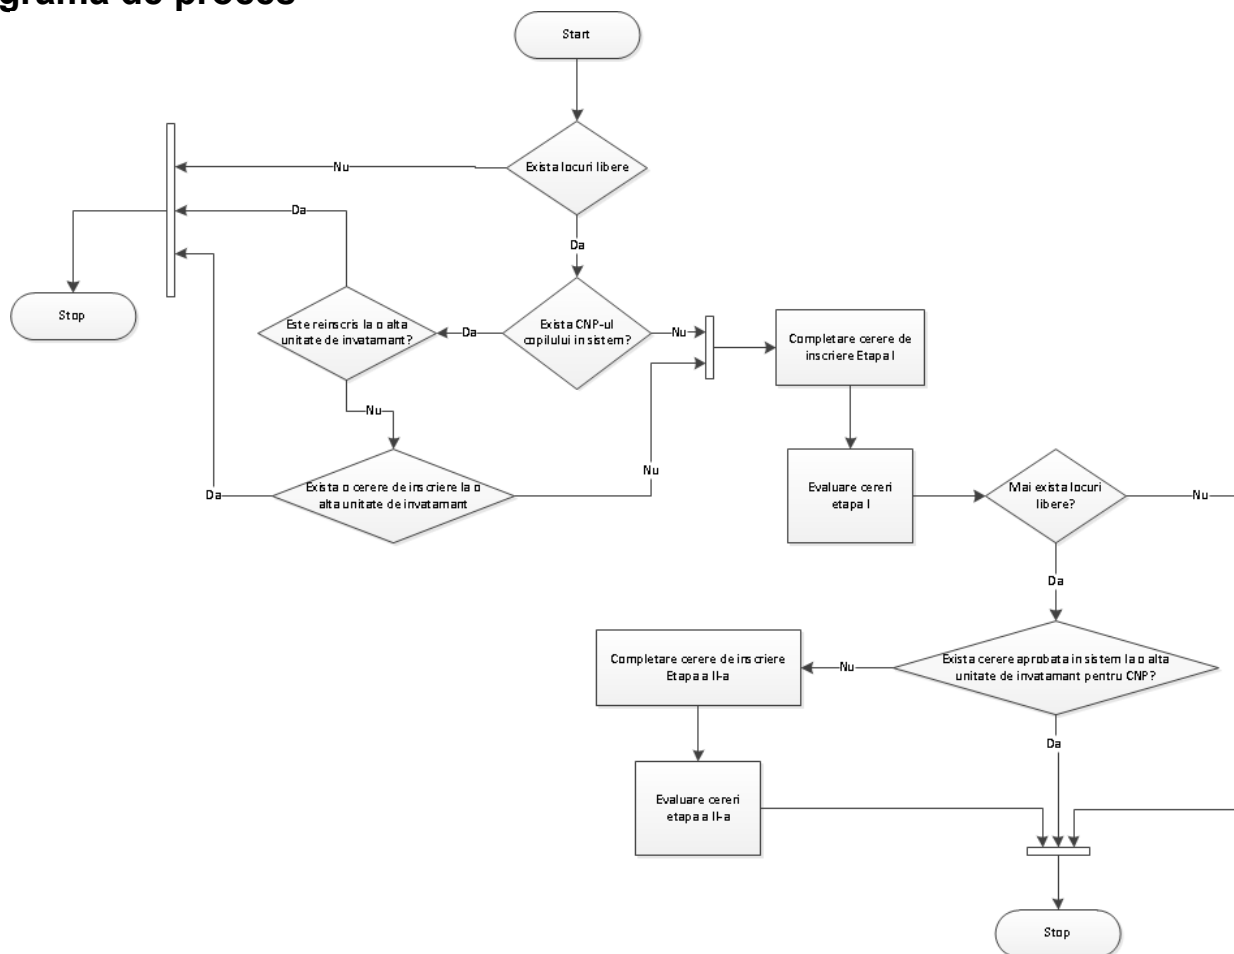 grama de proces
Start
Exista locuri libere
Nu
Da
Da
Stop
Este reinscris la o alta
unitate de invatamant?
Da
Exista CNP-ul
copilului in sistem?
Nu
Completare cerere de
inscriere Etapa I
Nu
Exista o cerere de inscriere la o
alta unitate de invatamant
Da
Nu
Evaluare cereri
etapa I
Mai exista locuri
libere?
Nu
Da
Completare cerere de inscriere
Etapa a II-a
Nu
Exista cerere aprobata in sistem la o alta
unitate de invatamant pentru CNP?
Da
Evaluare cereri
etapa a II-a
Stop